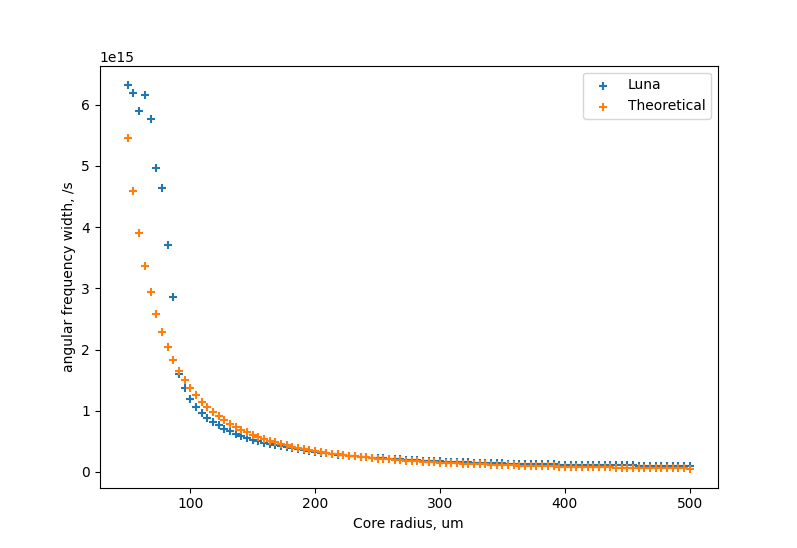 1e15
Luna
Theoretical
6
5
4
3
2
1
0
angular frequency width, /s
100
200
300
400
500
Core radius, um